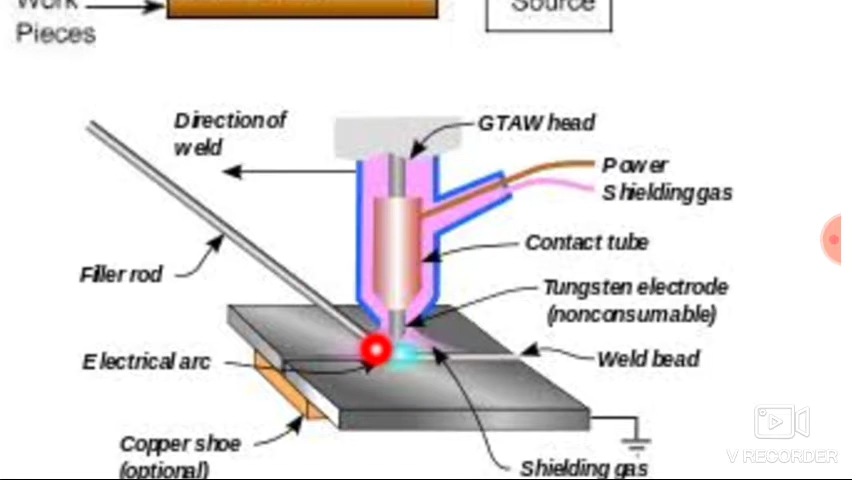 Work
Pieces
Source
Direction of
weld
GTAW head
Power
Shielding gas
Contact tube
Filler rod
Tungsten electrode
(nonconsumable)
Electrical arc
Weld bead
Copper shoe
(optional)
Shielding gas
V RECORDER